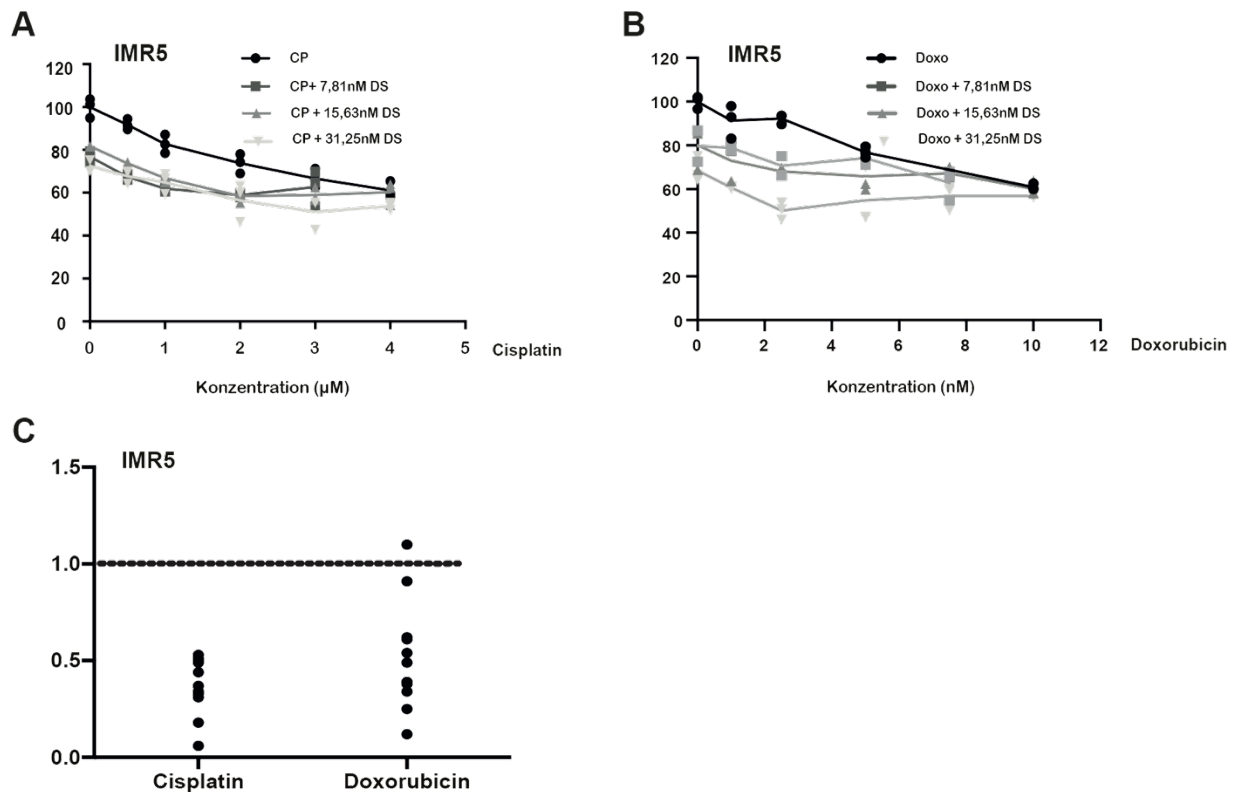 A
IMR5
CP
CP+ 7,81nM DS
CP + 15,63nM DS
CP + 31,25nM DS
120
100
80
60
40
20
0
0 1 2 3 4 5
Cisplatin
Konzentration (µM)
B
IMR5
Doxo
Doxo + 7,81nM DS
Doxo + 15,63nM DS
Doxo + 31,25nM DS
120
100
80
60
40
20
0
0 2 4 6 8 10 12
Doxorubicin
Konzentration (nM)
C
IMR5
1.5
1.0
0.5
0.0
Cisplatin Doxorubicin